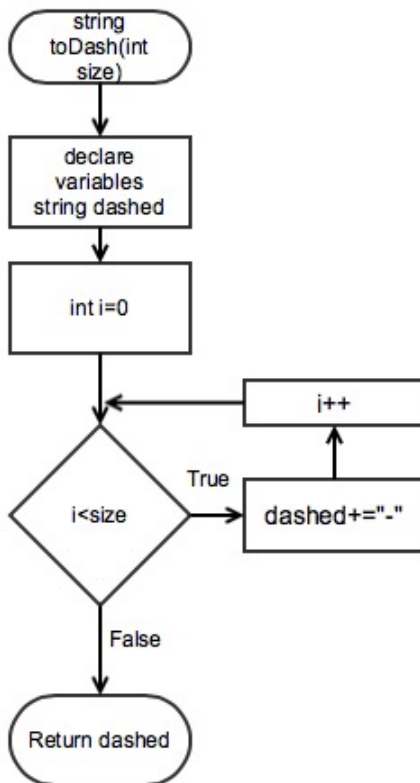 string
toDash(int
size)
declare
variables
string dashed
int i=0
i++
True
i<size
dashed+="-"
False
Return dashed